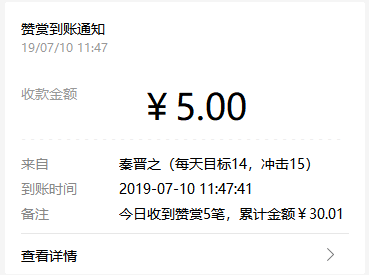 赞赏到账通知
19/07/10 11:47
收款金额
￥5.00
来自 秦晋之（每天目标14，冲击15）
到账时间 2019-07-10 11:47:41
备注 今日收到赞赏5笔，累计金额￥30.01
查看详情